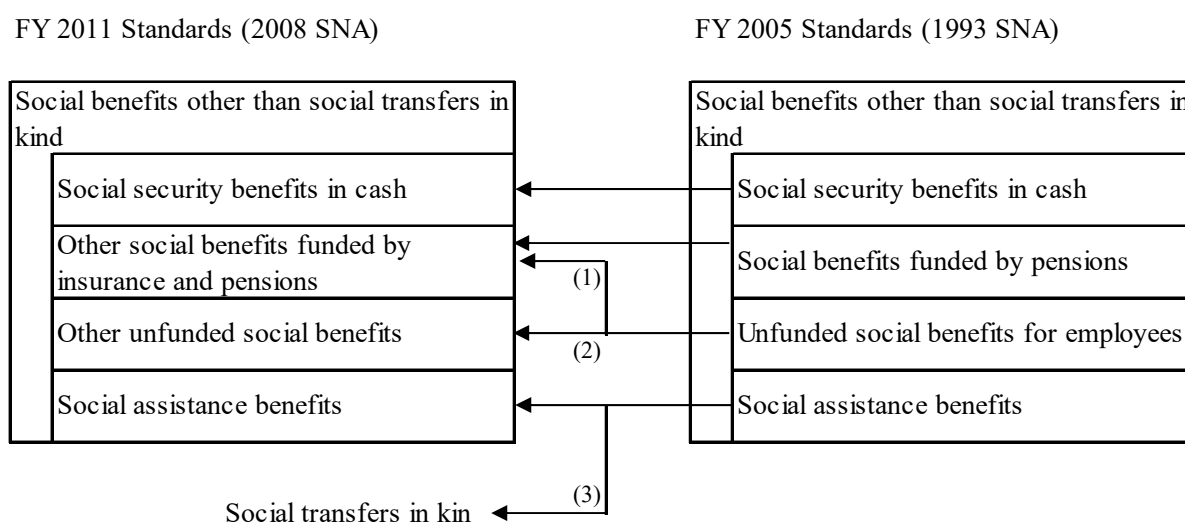 FY 2011 Standards (2008 SNA)
FY 2005 Standards (1993 SNA)
Social benefits other than social transfers in
kind
Social security benefits in cash
Other social benefits funded by
insurance and pensions
Other unfunded social benefits
Social assistance benefits
Social benefits other than social transfers in
kind
Social security benefits in cash
Social benefits funded by pensions
Unfunded social benefits for employees
Social assistance benefits
(1)
(2)
(3)
Social transfers in kin